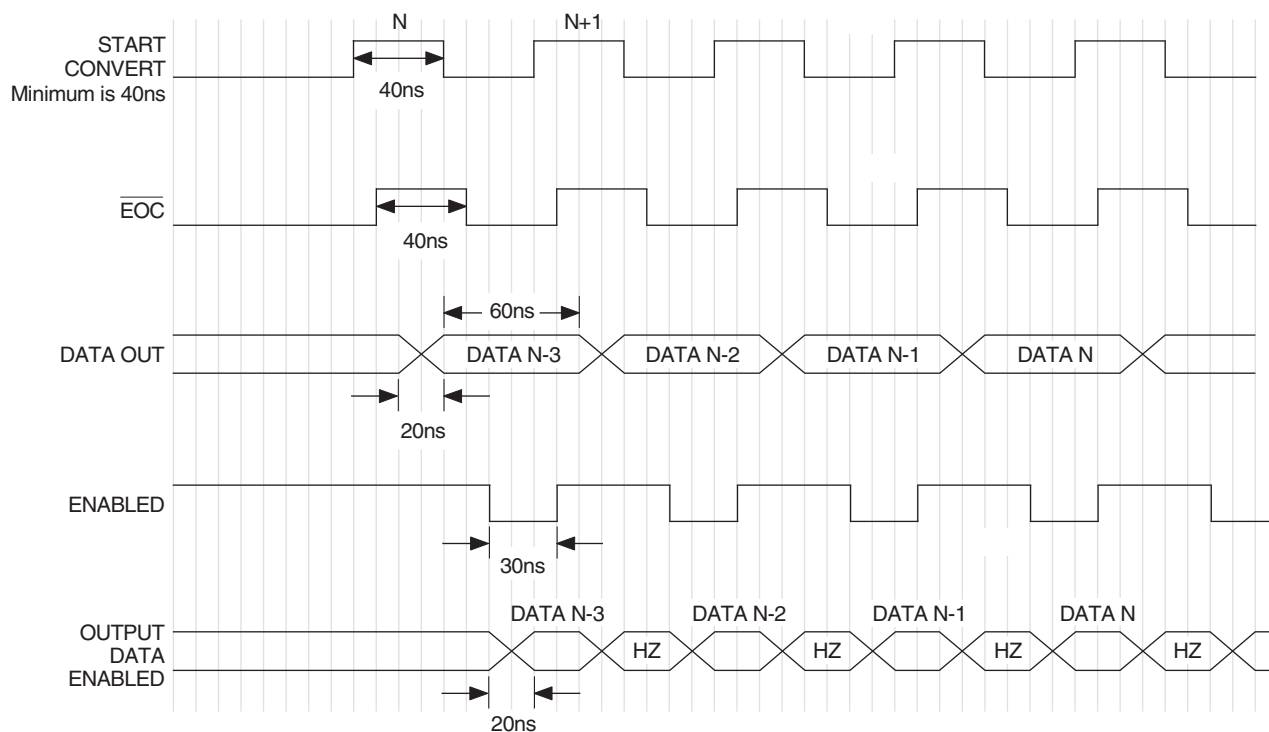 N
N+1
START
CONVERT
Minimum is 40ns
40ns
EOC
40ns
60ns
DATA OUT
DATA N-3
DATA N-2
DATA N-1
DATA N
20ns
ENABLED
30ns
DATA N-3
DATA N-2
DATA N-1
DATA N
OUTPUT
DATA
ENABLED
HZ
HZ
HZ
HZ
20ns